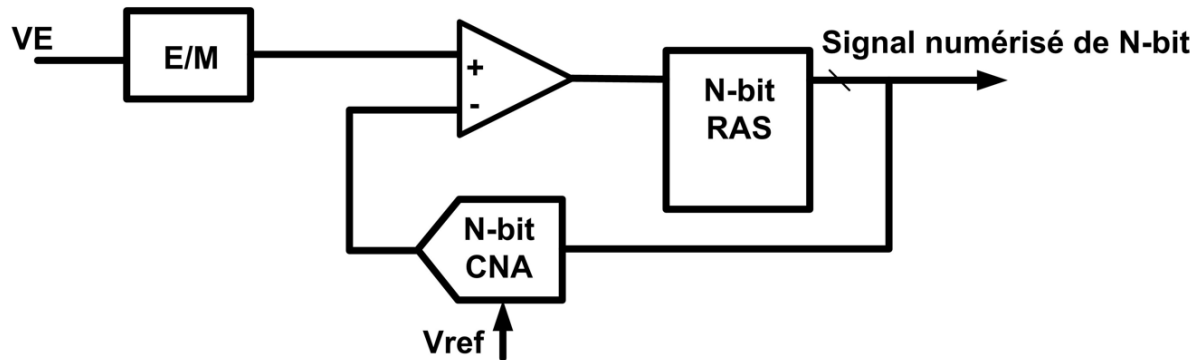 VE
E/M
+
-
N-bit
RAS
Signal numérisé de N-bit
N-bit
CNA
Vref